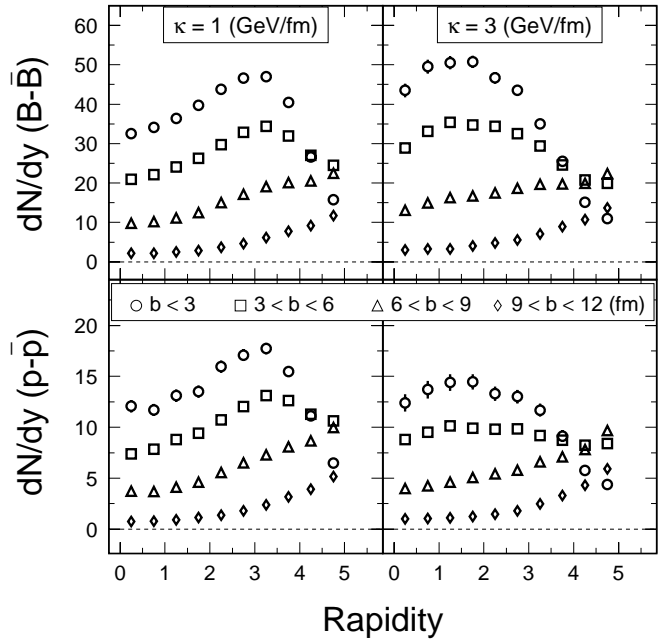 κ = 1 (GeV/fm) κ = 3 (GeV/fm)
60
50
40
30
20
10
0
dN/dy (B-B̄)
b < 3 3 < b < 6 6 < b < 9 9 < b < 12 (fm)
20
15
10
5
0
dN/dy (p-p̄)
0 1 2 3 4 5 0 1 2 3 4 5
Rapidity